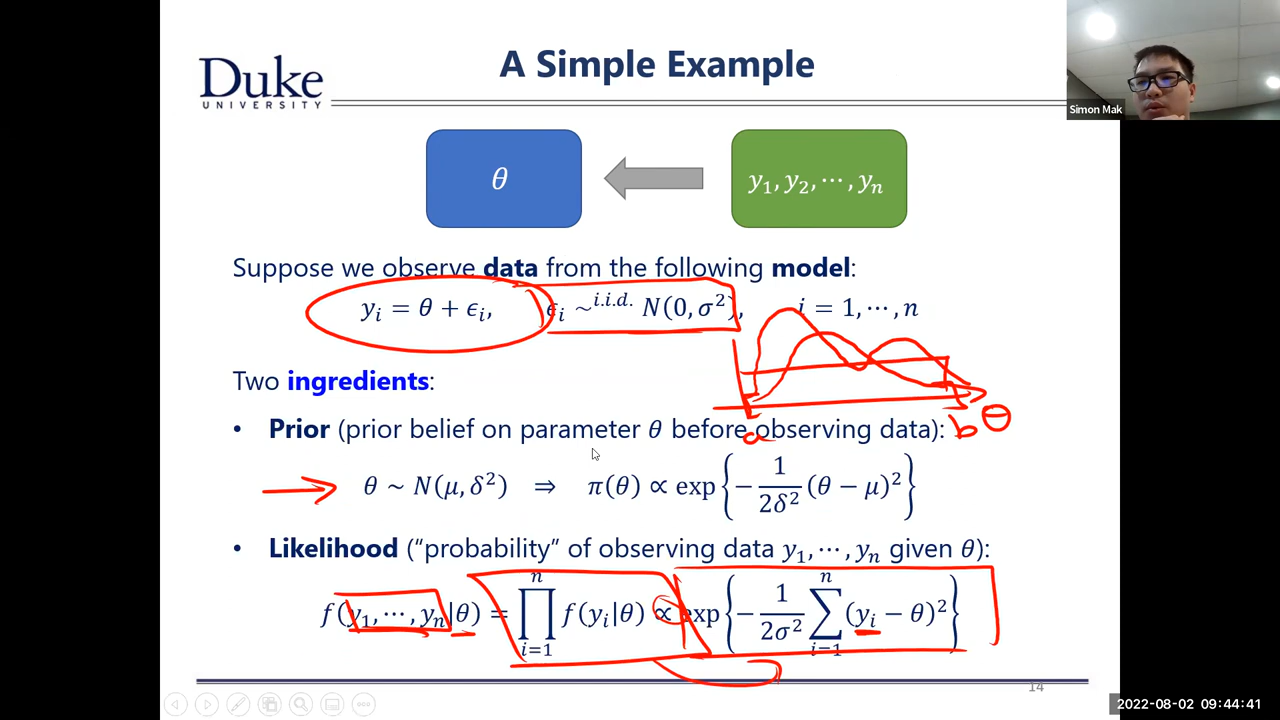 A Simple Example
Duke
UNIVERSITY
Simon Mak
θ
y₁, y₂, ⋯, yₙ
Suppose we observe data from the following model:
yᵢ = θ + ϵᵢ, ϵᵢ ~ⁱ·ⁱ·ᵈ· N(0, σ²), i = 1, ⋯, n
Two ingredients:
• Prior (prior belief on parameter θ before observing data):
a b θ
θ ~ N(μ, δ²) ⇒ π(θ) ∝ exp{−1/2δ² (θ − μ)²}
• Likelihood (“probability” of observing data y₁, ⋯, yₙ given θ):
f(y₁, ⋯, yₙ|θ) = ∏ᵢ₌₁ⁿ f(yᵢ|θ) ∝ exp{−1/2σ² ∑ᵢ₌₁ⁿ (yᵢ − θ)²}
14
2022-08-02 09:44:41